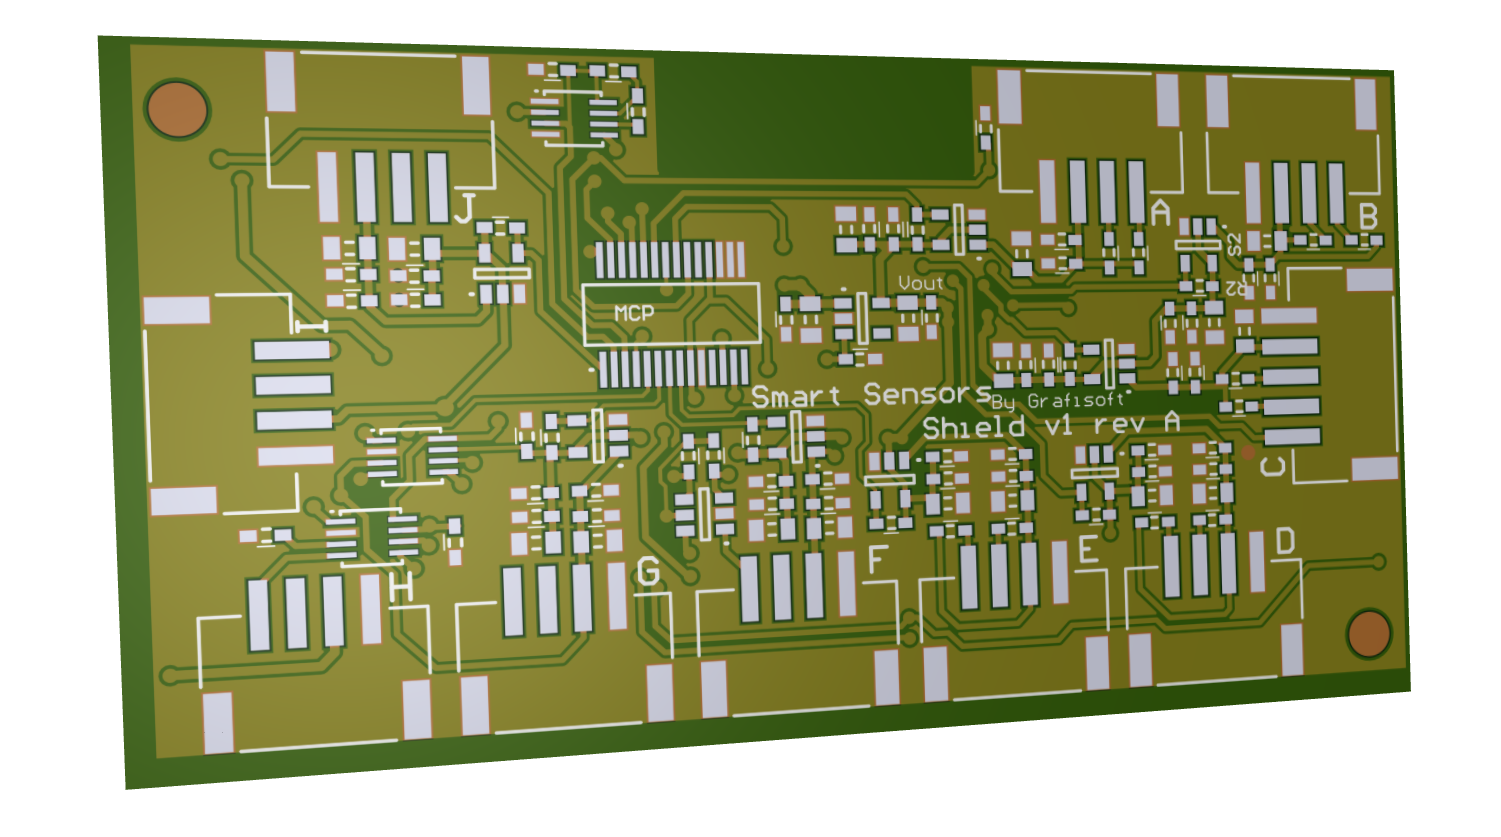 J
A
B
S2
Vout
R2
MCP
I
Smart Sensors
By Grafisoft
Shield v1 rev A
C
H
G
F
E
D